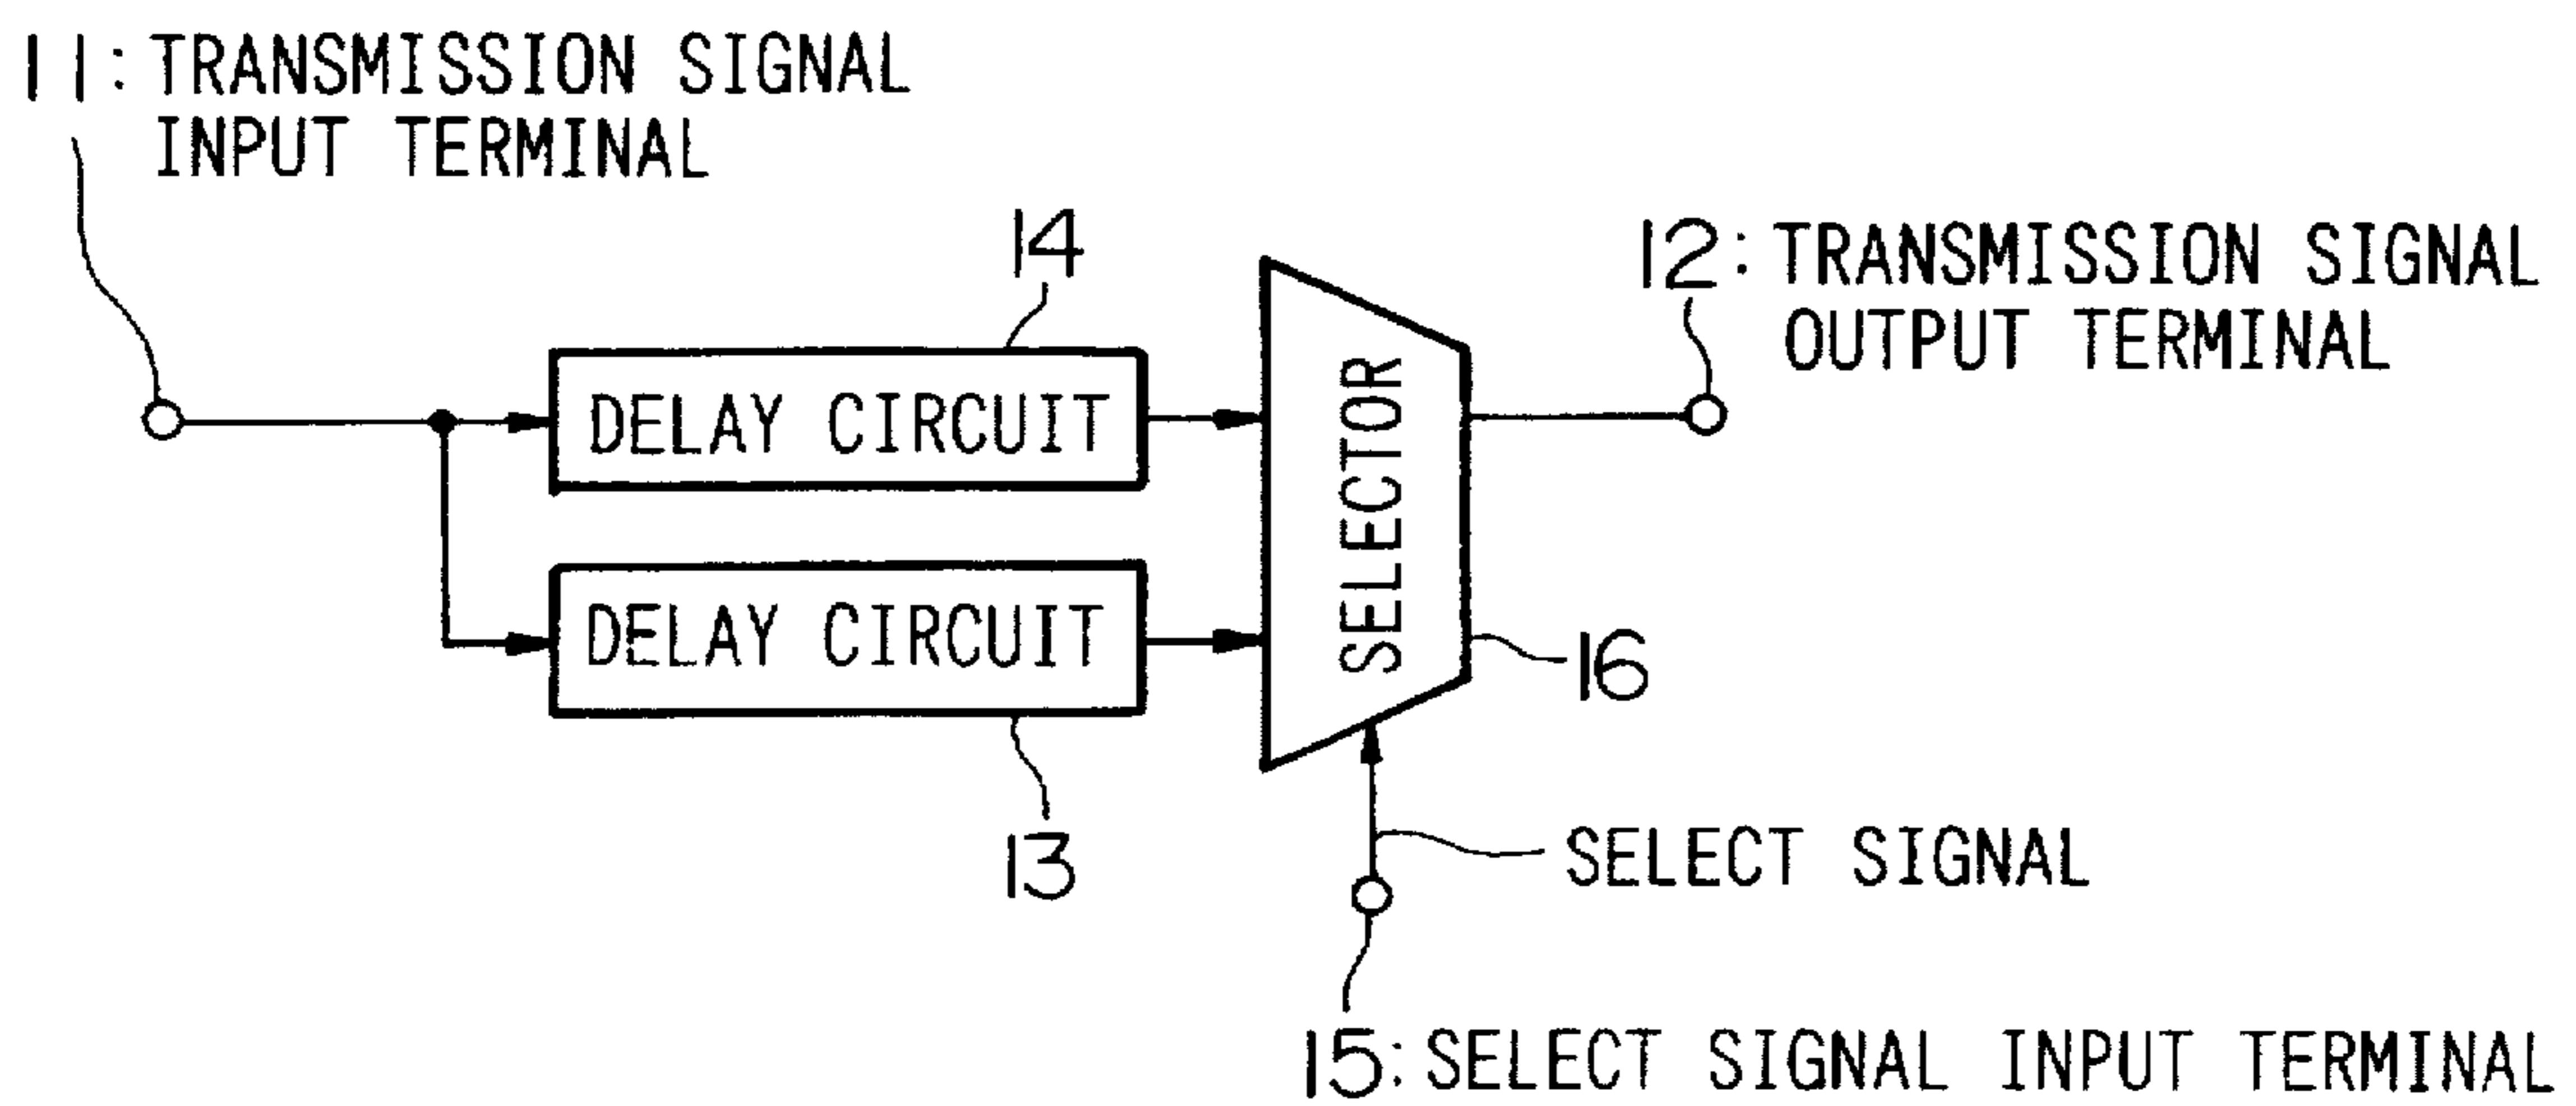 11: TRANSMISSION SIGNAL
INPUT TERMINAL
14
12: TRANSMISSION SIGNAL
OUTPUT TERMINAL
DELAY CIRCUIT
SELECTOR
DELAY CIRCUIT
16
13
SELECT SIGNAL
15: SELECT SIGNAL INPUT TERMINAL